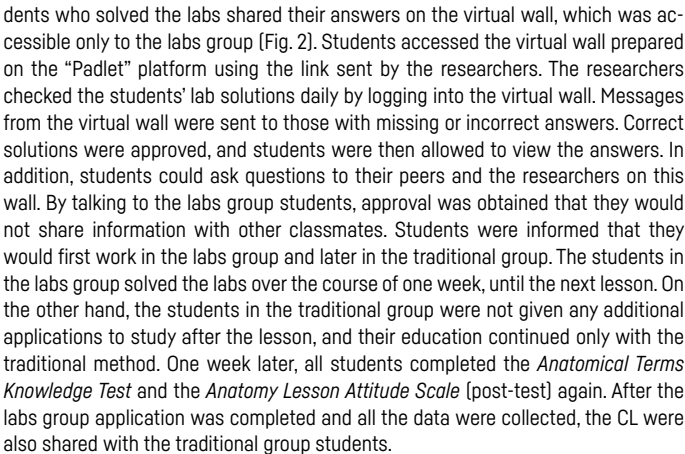 dents who solved the labs shared their answers on the virtual wall, which was ac-
cessible only to the labs group (Fig. 2). Students accessed the virtual wall prepared
on the “Padlet” platform using the link sent by the researchers. The researchers
checked the students’ lab solutions daily by logging into the virtual wall. Messages
from the virtual wall were sent to those with missing or incorrect answers. Correct
solutions were approved, and students were then allowed to view the answers. In
addition, students could ask questions to their peers and the researchers on this
wall. By talking to the labs group students, approval was obtained that they would
not share information with other classmates. Students were informed that they
would first work in the labs group and later in the traditional group. The students in
the labs group solved the labs over the course of one week, until the next lesson. On
the other hand, the students in the traditional group were not given any additional
applications to study after the lesson, and their education continued only with the
traditional method. One week later, all students completed the Anatomical Terms
Knowledge Test and the Anatomy Lesson Attitude Scale (post-test) again. After the
labs group application was completed and all the data were collected, the CL were
also shared with the traditional group students.